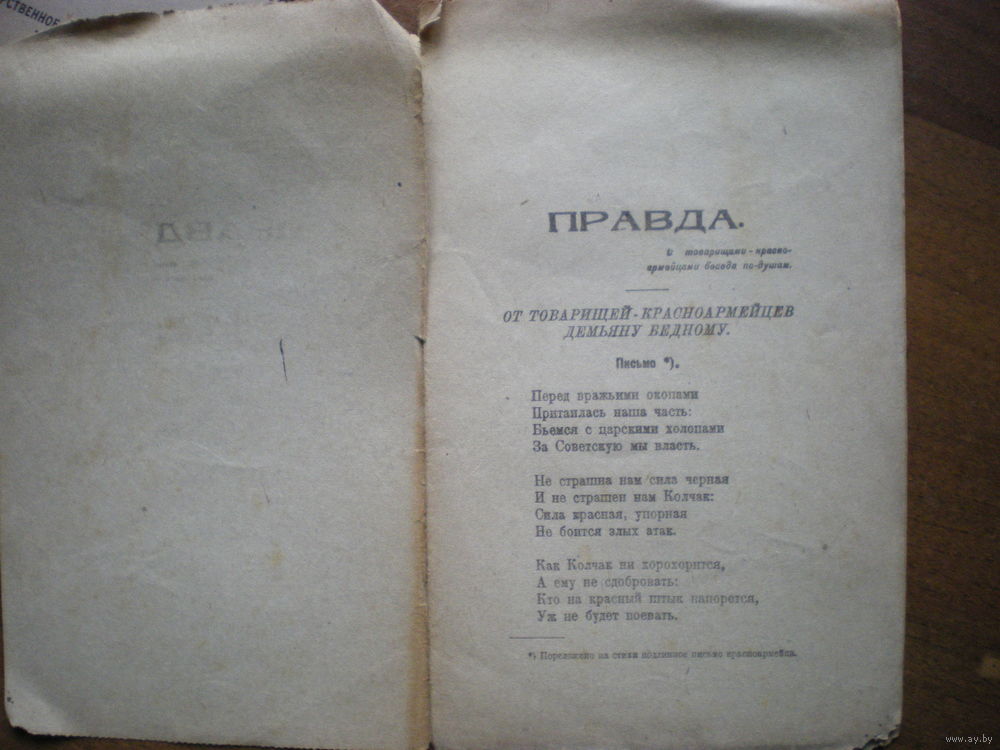 ПРАВДА.
С товарищами-красно-
армейцами беседа по-душам.
ОТ ТОВАРИЩЕЙ-КРАСНОАРМЕЙЦЕВ
ДЕМЬЯНУ БЕДНОМУ.
Письмо *).
Перед вражьими окопами
Притаилась наша часть:
Бьемся с царскими холопами
За Советскую мы власть.
Не страшна нам сила черная
И не страшен нам Колчак:
Сила красная, упорная
Не боится злых атак.
Как Колчак ни хорохорится,
А ему не сдобровать:
Кто на красный штык напорется,
Уж не будет воевать.
*) Переложено на стихи подлинное письмо красноармейца.
www.ay.by